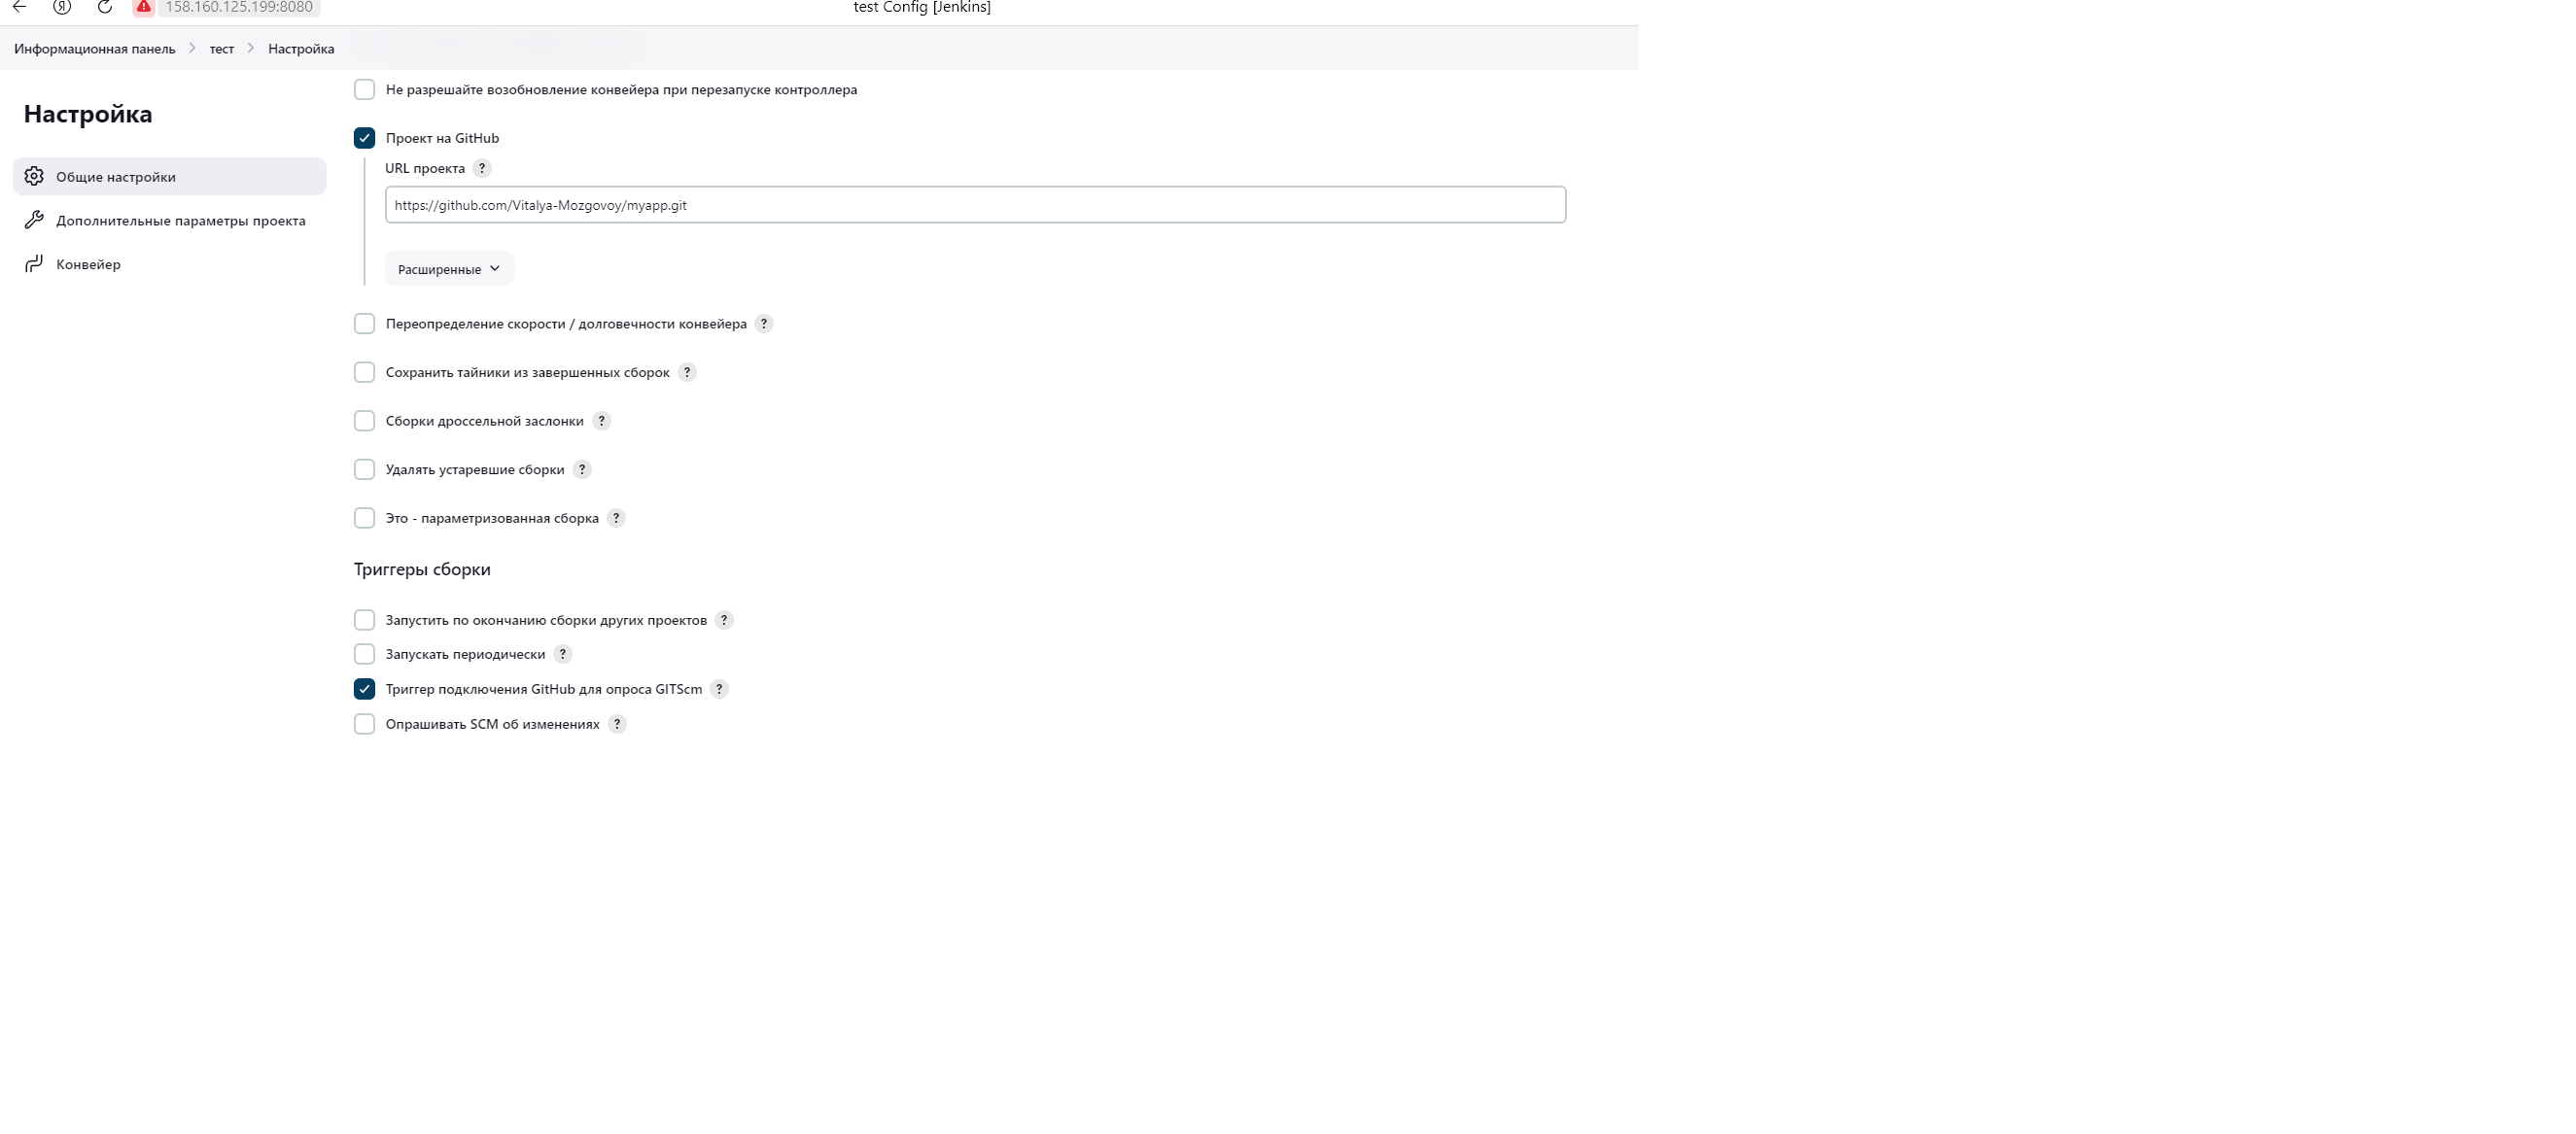 158.160.125.199:8080 test Config [Jenkins]
Информационная панель тест Настройка
Не разрешайте возобновление конвейера при перезапуске контроллера
Настройка
Общие настройки
Дополнительные параметры проекта
Конвейер
Проект на GitHub
URL проекта ?
https://github.com/Vitalya-Mozgovoy/myapp.git
Расширенные
Переопределение скорости / долговечности конвейера ?
Сохранить тайники из завершенных сборок ?
Сборки дроссельной заслонки ?
Удалять устаревшие сборки ?
Это - параметризованная сборка ?
Триггеры сборки
Запустить по окончанию сборки других проектов ?
Запускать периодически ?
Триггер подключения GitHub для опроса GITScm ?
Опрашивать SCM об изменениях ?